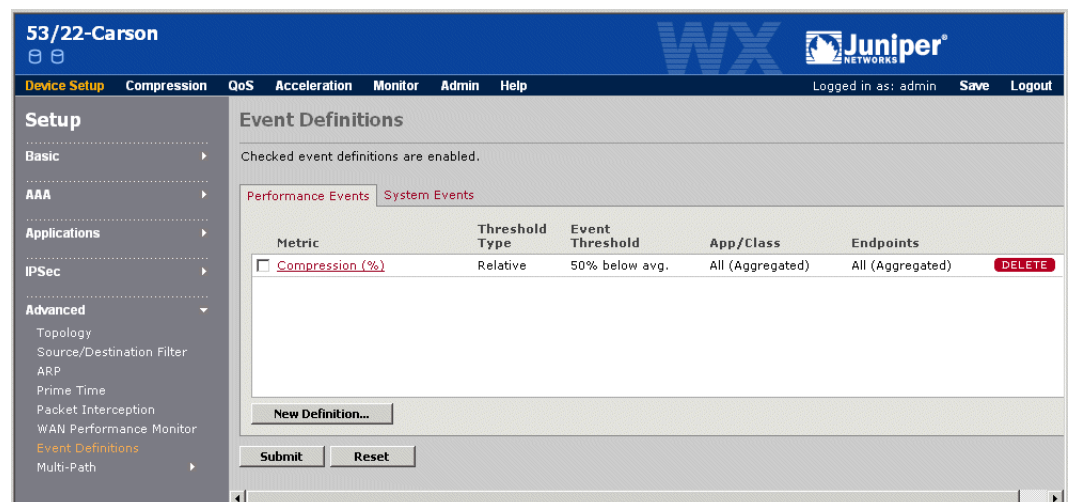 53/22-Carson
WX
Juniper®
NETWORKS
Device Setup Compression QoS Acceleration Monitor Admin Help Logged in as: admin Save Logout
Setup
Basic
AAA
Applications
IPSec
Advanced
Topology
Source/Destination Filter
ARP
Prime Time
Packet Interception
WAN Performance Monitor
Event Definitions
Multi-Path
Event Definitions
Checked event definitions are enabled.
Performance Events System Events
Metric Threshold Type Event Threshold App/Class Endpoints
Compression (%) Relative 50% below avg. All (Aggregated) All (Aggregated) DELETE
New Definition...
Submit Reset